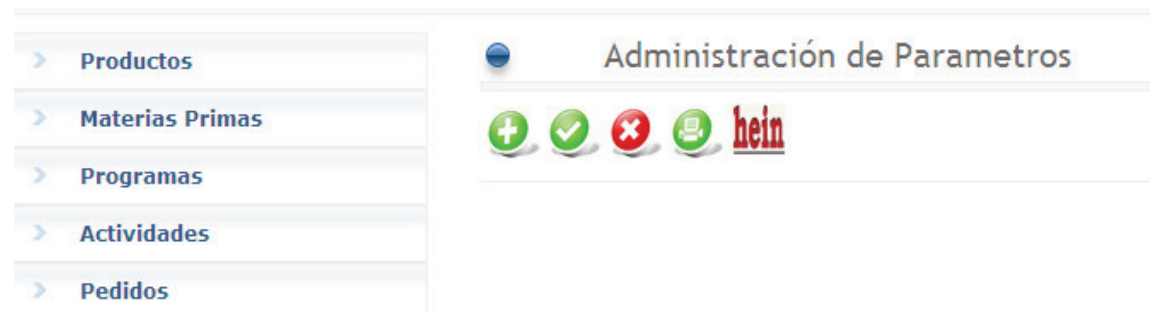 Productos
Materias Primas
Programas
Actividades
Pedidos
Administración de Parametros
hein